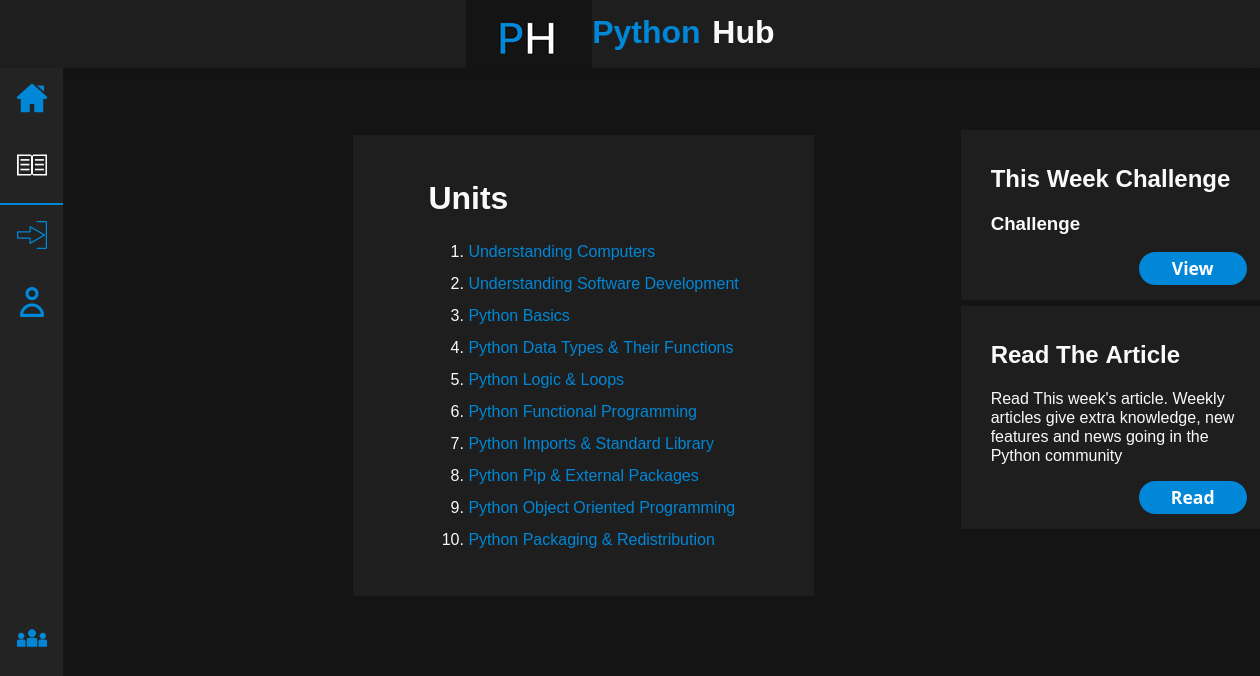 PH Python Hub
Units
1. Understanding Computers
2. Understanding Software Development
3. Python Basics
4. Python Data Types & Their Functions
5. Python Logic & Loops
6. Python Functional Programming
7. Python Imports & Standard Library
8. Python Pip & External Packages
9. Python Object Oriented Programming
10. Python Packaging & Redistribution
This Week Challenge
Challenge
View
Read The Article
Read This week's article. Weekly
articles give extra knowledge, new
features and news going in the
Python community
Read